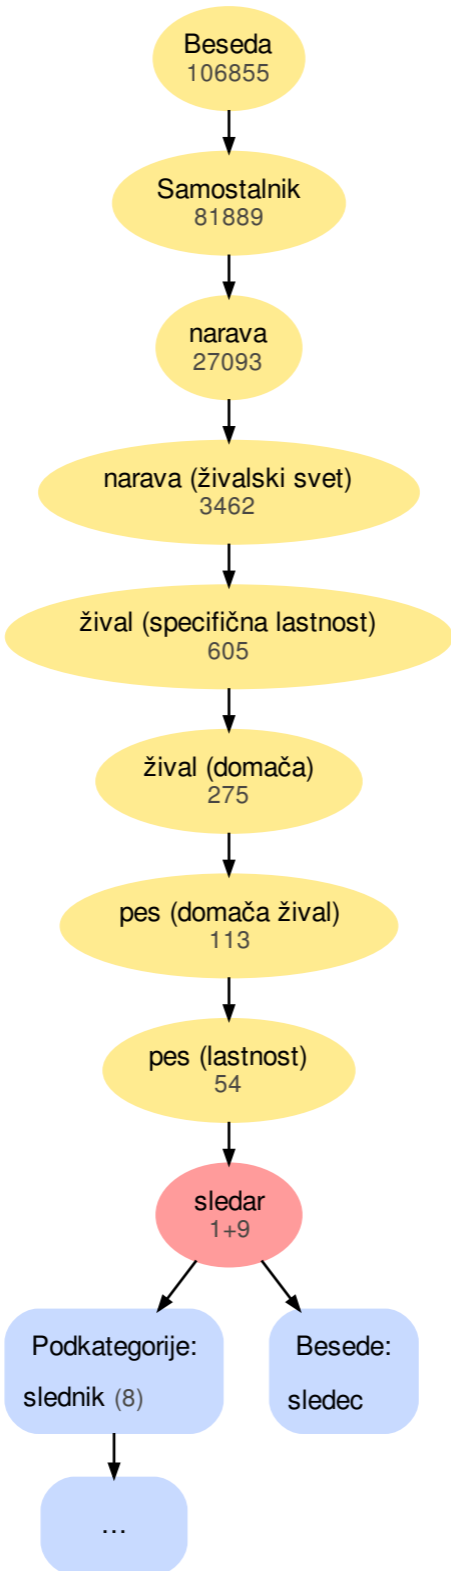 Beseda
106855
Samostalnik
81889
narava
27093
narava (živalski svet)
3462
žival (specifična lastnost)
605
žival (domača)
275
pes (domača žival)
113
pes (lastnost)
54
sledar
1+9
Podkategorije:
slednik (8)
Besede:
sledec
...